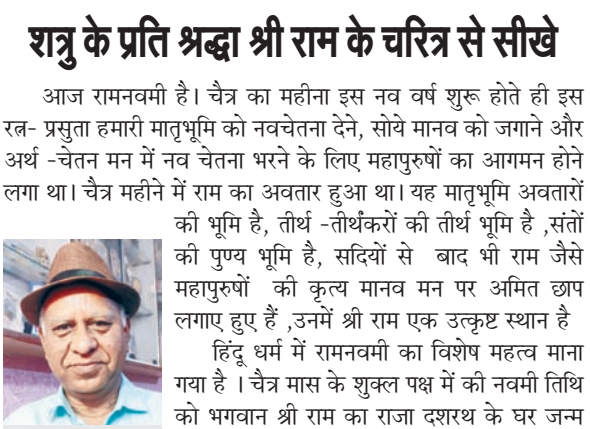 शत्रु के प्रति श्रद्धा श्री राम के चरित्र से सीखे
आज रामनवमी है। चैत्र का महीना इस नव वर्ष शुरू होते ही इस
रत्न- प्रसुता हमारी मातृभूमि को नवचेतना देने, सोये मानव को जगाने और
अर्थ -चेतन मन में नव चेतना भरने के लिए महापुरुषों का आगमन होने
लगा था। चैत्र महीने में राम का अवतार हुआ था। यह मातृभूमि अवतारों
की भूमि है, तीर्थ -तीर्थंकरों की तीर्थ भूमि है ,संतों
की पुण्य भूमि है, सदियों से बाद भी राम जैसे
महापुरुषों की कृत्य मानव मन पर अमित छाप
लगाए हुए हैं ,उनमें श्री राम एक उत्कृष्ट स्थान है
हिंदू धर्म में रामनवमी का विशेष महत्व माना
गया है । चैत्र मास के शुक्ल पक्ष में की नवमी तिथि
को भगवान श्री राम का राजा दशरथ के घर जन्म